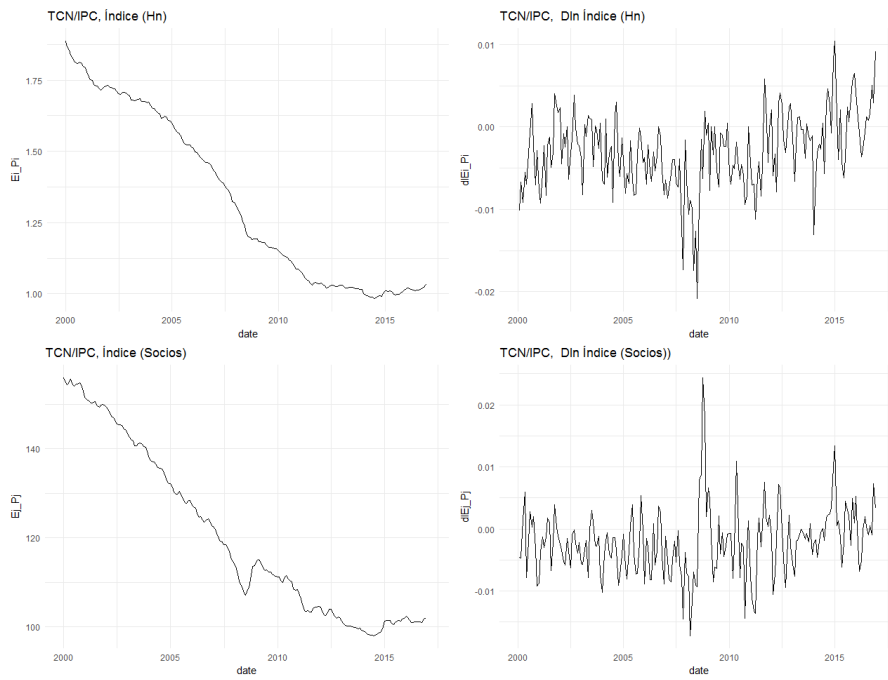 TCN/IPC, Índice (Hn)
1.75
1.50
1.25
1.00
Ei_Pi
2000 2005 2010 2015
date
TCN/IPC,  Dln Índice (Hn)
0.01
0.00
-0.01
-0.02
dlEi_Pi
2000 2005 2010 2015
date
TCN/IPC, Índice (Socios)
140
120
100
Ej_Pj
2000 2005 2010 2015
date
TCN/IPC,  Dln Índice (Socios))
0.02
0.01
0.00
-0.01
dlEj_Pj
2000 2005 2010 2015
date